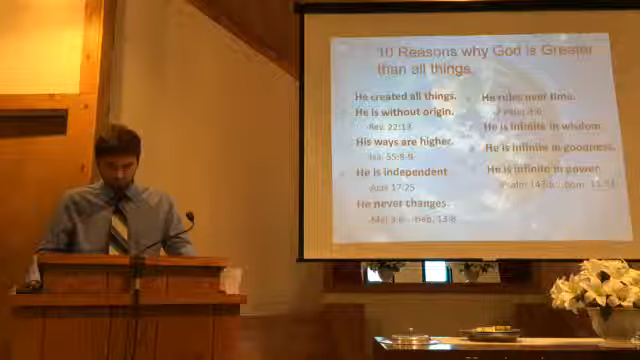 10 Reasons why God is Greater
than all things
He created all things.
He is without origin.
Rev. 22:13
His ways are higher.
Isa. 55:8-9
He is independent
Acts 17:25
He never changes.
Mal 3:6 Heb. 13:8
He rules over time.
He is infinite in wisdom
He is infinite in goodness.
He is infinite in power